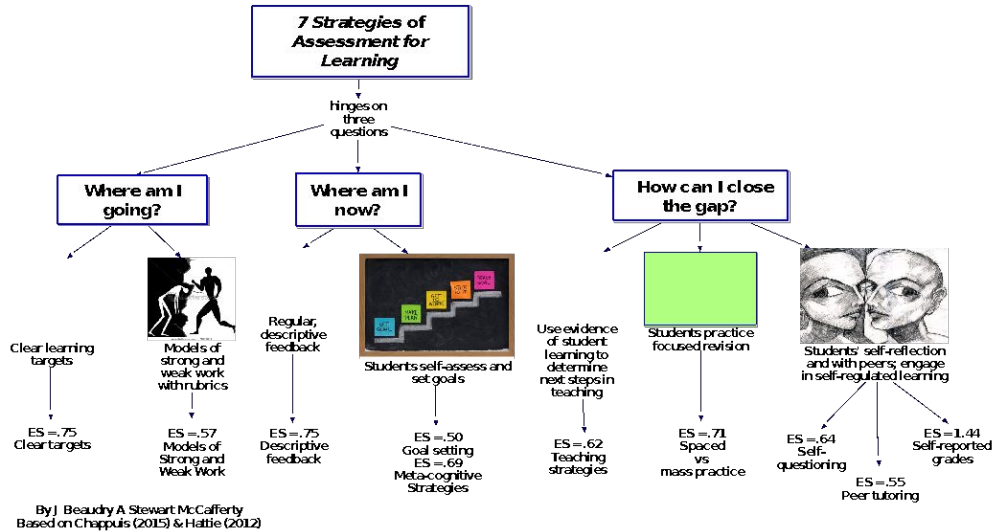 7 Strategies of
Assessment for
Learning
hinges on
three
questions
Where am I
going?
Where am I
now?
How can I close
the gap?
Clear learning
targets
Models of
strong and
weak work
with rubrics
Regular,
descriptive
feedback
Students self-assess and
set goals
Use evidence
of student
learning to
determine
next steps in
teaching
Students practice
focused revision
Students' self-reflection
and with peers; engage
in self-regulated learning
ES =.75
Clear targets
ES =.57
Models of
Strong and
Weak Work
ES =.75
Descriptive
feedback
ES =.50
Goal setting
ES =.69
Meta-cognitive
Strategies
ES =.62
Teaching
strategies
ES =.71
Spaced
vs
mass practice
ES =.64
Self-
questioning
ES =.55
Peer tutoring
ES=1.44
Self-reported
grades
By J Beaudry A Stewart McCafferty
Based on Chappuis (2015) & Hattie (2012)